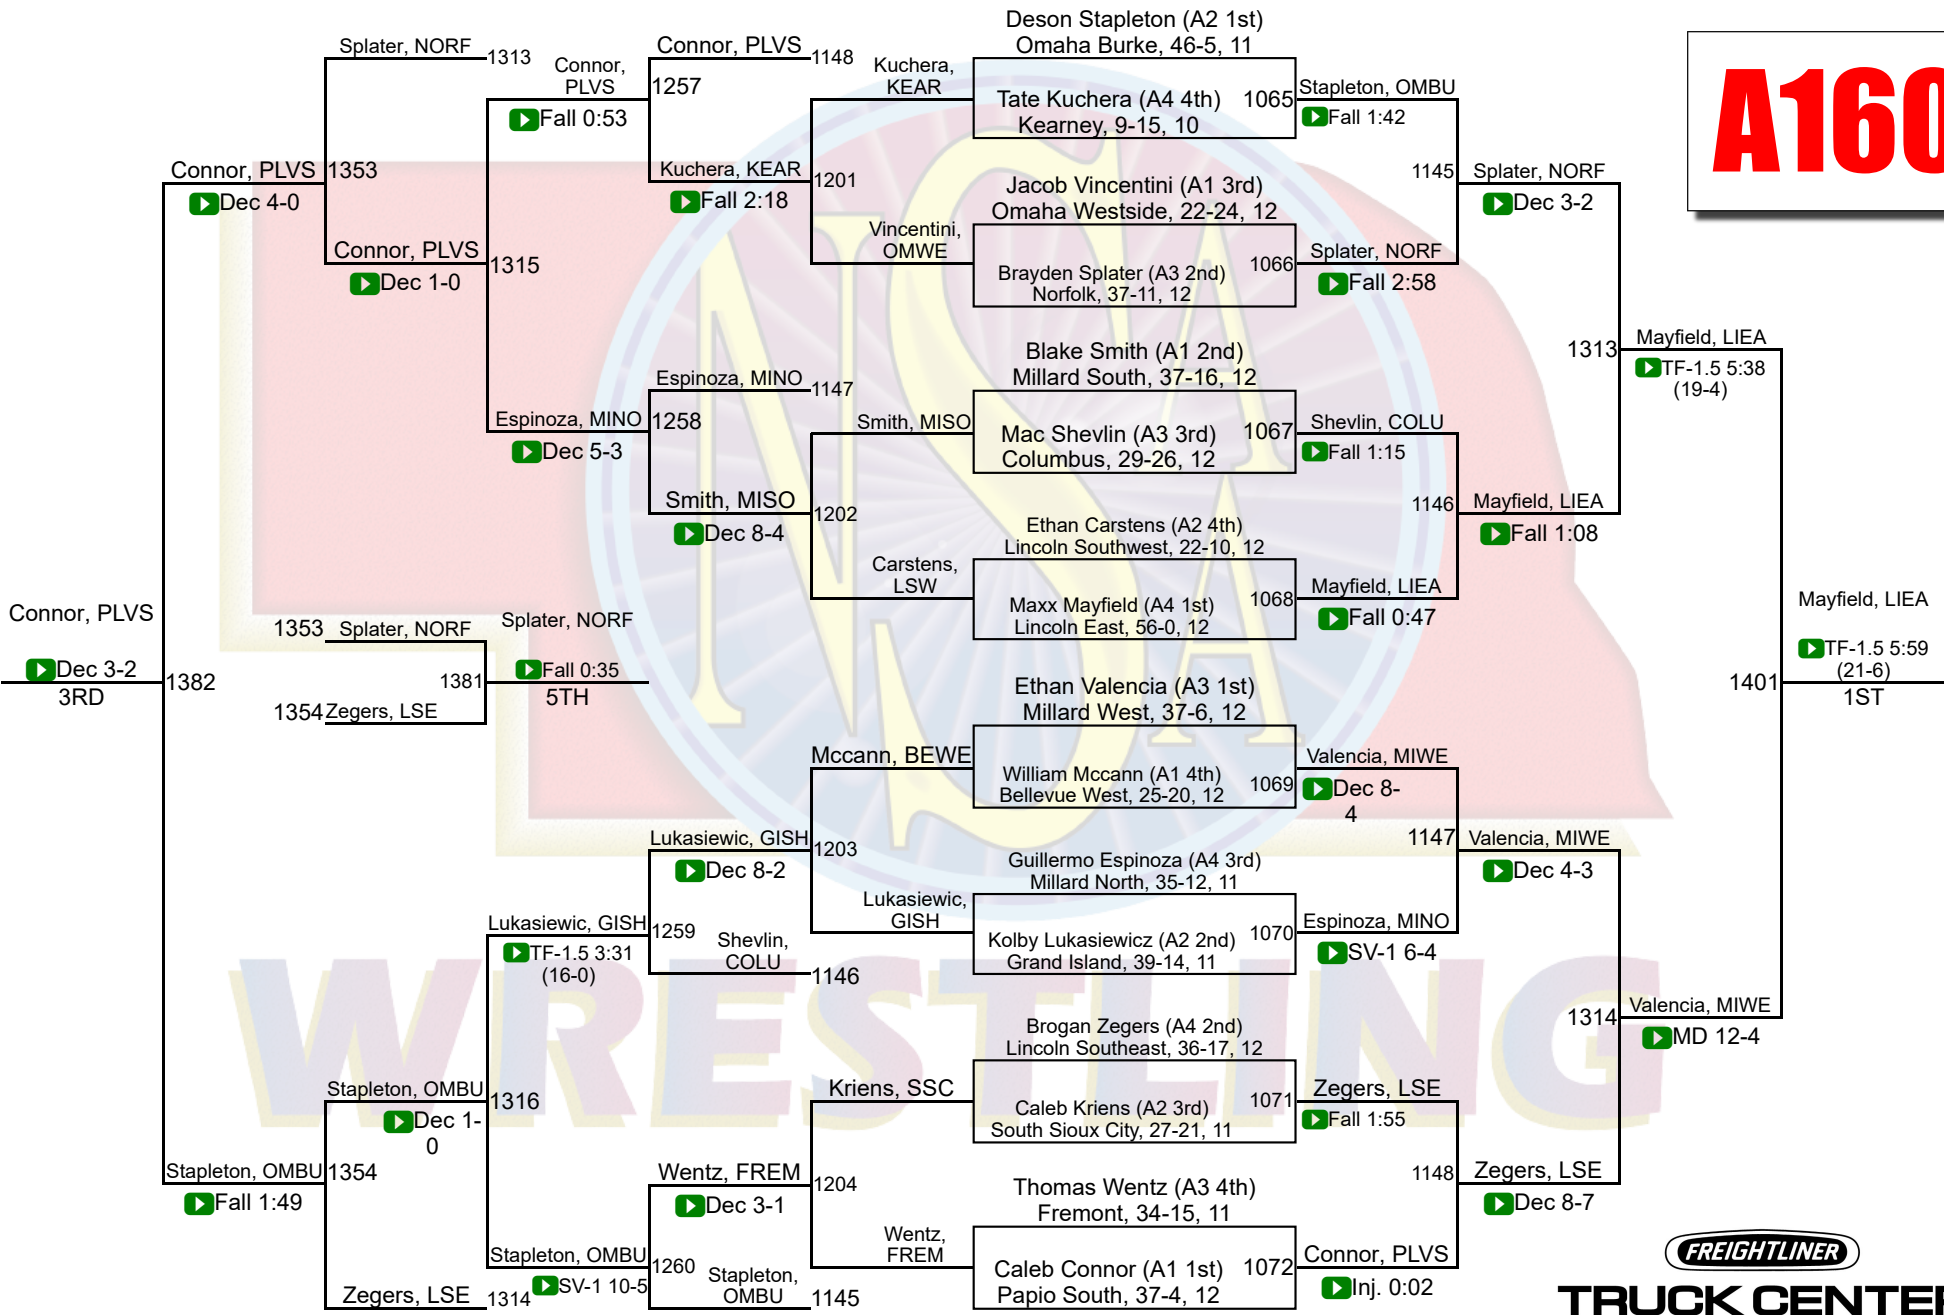 Splater, NORF
1313
Connor,
PLVS
Fall 0:53
Connor, PLVS
1148
1257
Kuchera,
KEAR
Deson Stapleton (A2 1st)
Omaha Burke, 46-5, 11
Tate Kuchera (A4 4th)
Kearney, 9-15, 10
1065
Stapleton, OMBU
Fall 1:42
A160
Connor, PLVS
1353
Dec 4-0
Kuchera, KEAR
1201
Fall 2:18
Jacob Vincentini (A1 3rd)
Omaha Westside, 22-24, 12
1145
Splater, NORF
Dec 3-2
Connor, PLVS
1315
Dec 1-0
Vincentini,
OMWE
Brayden Splater (A3 2nd)
Norfolk, 37-11, 12
1066
Splater, NORF
Fall 2:58
Blake Smith (A1 2nd)
Millard South, 37-16, 12
1313
Mayfield, LIEA
TF-1.5 5:38
(19-4)
Espinoza, MINO
1147
Espinoza, MINO
1258
Dec 5-3
Smith, MISO
Mac Shevlin (A3 3rd)
Columbus, 29-26, 12
1067
Shevlin, COLU
Fall 1:15
Smith, MISO
1202
Dec 8-4
Ethan Carstens (A2 4th)
Lincoln Southwest, 22-10, 12
1146
Mayfield, LIEA
Fall 1:08
Carstens,
LSW
Maxx Mayfield (A4 1st)
Lincoln East, 56-0, 12
1068
Mayfield, LIEA
Fall 0:47
Connor, PLVS
Dec 3-2
3RD
1382
1353
Splater, NORF
Splater, NORF
1381
Fall 0:35
5TH
1354
Zegers, LSE
Mayfield, LIEA
TF-1.5 5:59
(21-6)
1401
1ST
Ethan Valencia (A3 1st)
Millard West, 37-6, 12
Mccann, BEWE
William Mccann (A1 4th)
Bellevue West, 25-20, 12
1069
Valencia, MIWE
Dec 8-
4
Lukasiewic, GISH
1203
Dec 8-2
Guillermo Espinoza (A4 3rd)
Millard North, 35-12, 11
1147
Valencia, MIWE
Dec 4-3
Lukasiewic, GISH
1259
TF-1.5 3:31
(16-0)
Shevlin,
COLU
1146
Lukasiewic,
GISH
Kolby Lukasiewicz (A2 2nd)
Grand Island, 39-14, 11
1070
Espinoza, MINO
SV-1 6-4
Brogan Zegers (A4 2nd)
Lincoln Southeast, 36-17, 12
1314
Valencia, MIWE
MD 12-4
Stapleton, OMBU
1316
Dec 1-
0
Kriens, SSC
Caleb Kriens (A2 3rd)
South Sioux City, 27-21, 11
1071
Zegers, LSE
Fall 1:55
Stapleton, OMBU
1354
Fall 1:49
Wentz, FREM
1204
Dec 3-1
Thomas Wentz (A3 4th)
Fremont, 34-15, 11
1148
Zegers, LSE
Dec 8-7
Zegers, LSE
1314
Stapleton, OMBU
1260
SV-1 10-5
Stapleton,
OMBU
1145
Wentz,
FREM
Caleb Connor (A1 1st)
Papio South, 37-4, 12
1072
Connor, PLVS
Inj. 0:02
NSAA
WRESTLING
FREIGHTLINER
TRUCK CENTER